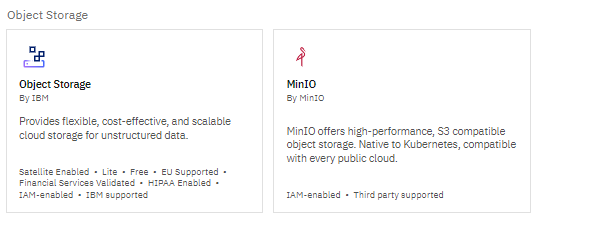 Object Storage
Object Storage
By IBM
Provides flexible, cost-effective, and scalable
cloud storage for unstructured data.
Satellite Enabled • Lite • Free • EU Supported •
Financial Services Validated • HIPAA Enabled •
IAM-enabled • IBM supported
MinIO
By MinIO
MinIO offers high-performance, S3 compatible
object storage. Native to Kubernetes, compatible
with every public cloud.
IAM-enabled • Third party supported